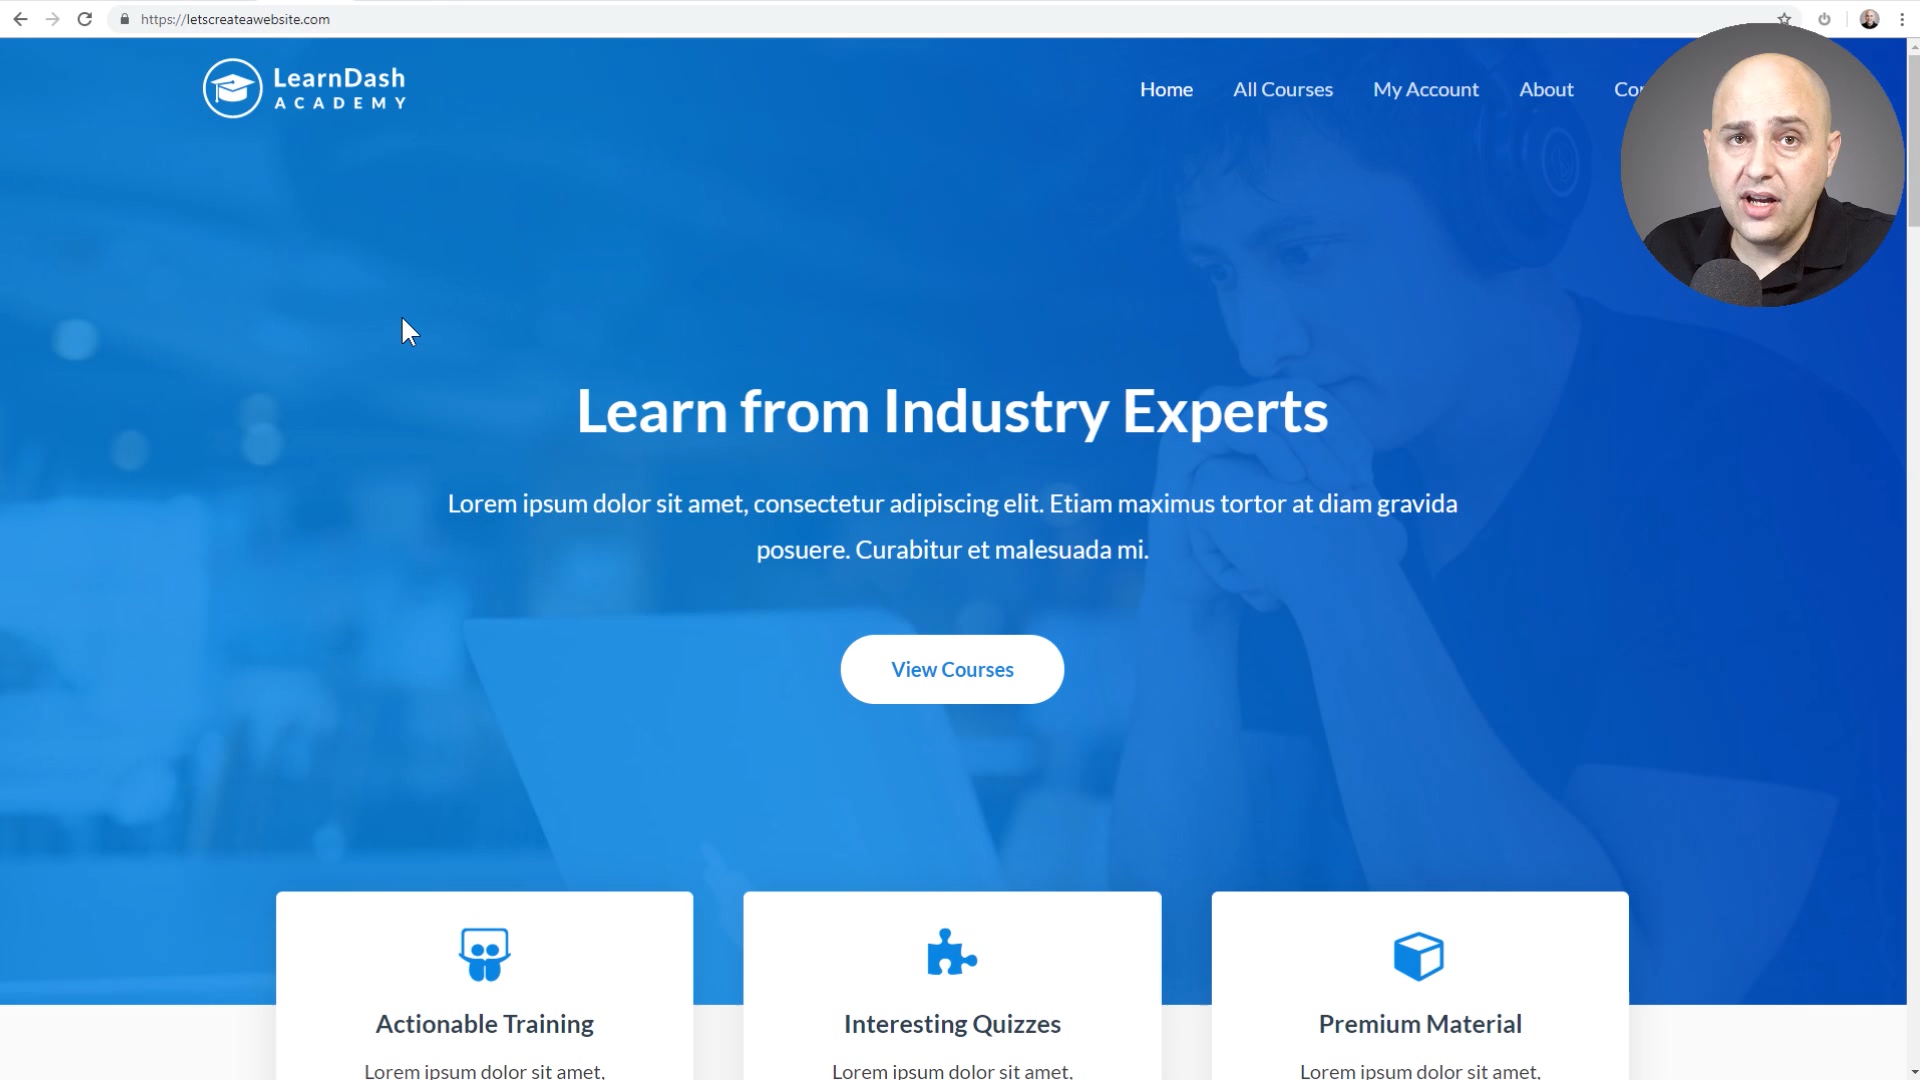 https://letscreateawebsite.com
LearnDash
ACADEMY
Home
All Courses
My Account
About
Learn from Industry Experts
Lorem ipsum dolor sit amet, consectetur adipiscing elit. Etiam maximus tortor at diam gravida
posuere. Curabitur et malesuada mi.
View Courses
Actionable Training
Interesting Quizzes
Premium Material
Lorem ipsum dolor sit amet,
Lorem ipsum dolor sit amet,
Lorem ipsum dolor sit amet,